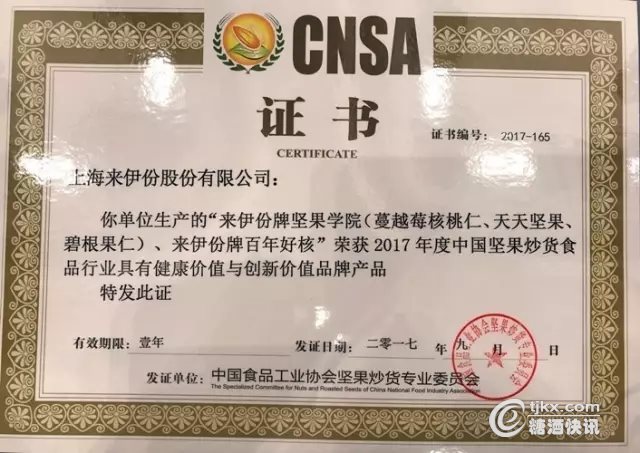 CNSA
证书
CERTIFICATE
证书编号: 2017-165
上海来伊份股份有限公司：
你单位生产的“来伊份牌坚果学院（蔓越莓核桃仁、天天坚果、
碧根果仁）、来伊份牌百年好核”荣获2017年度中国坚果炒货食
品行业具有健康价值与创新价值品牌产品
特发此证
有效期限：壹年
发证日期：二〇一七 年 九 月 日
发证单位：中国食品工业协会坚果炒货专业委员会
The Specialized Committee for Nuts and Roasted Seeds of China National Food Industry Association
tjkx.com
糖酒快讯